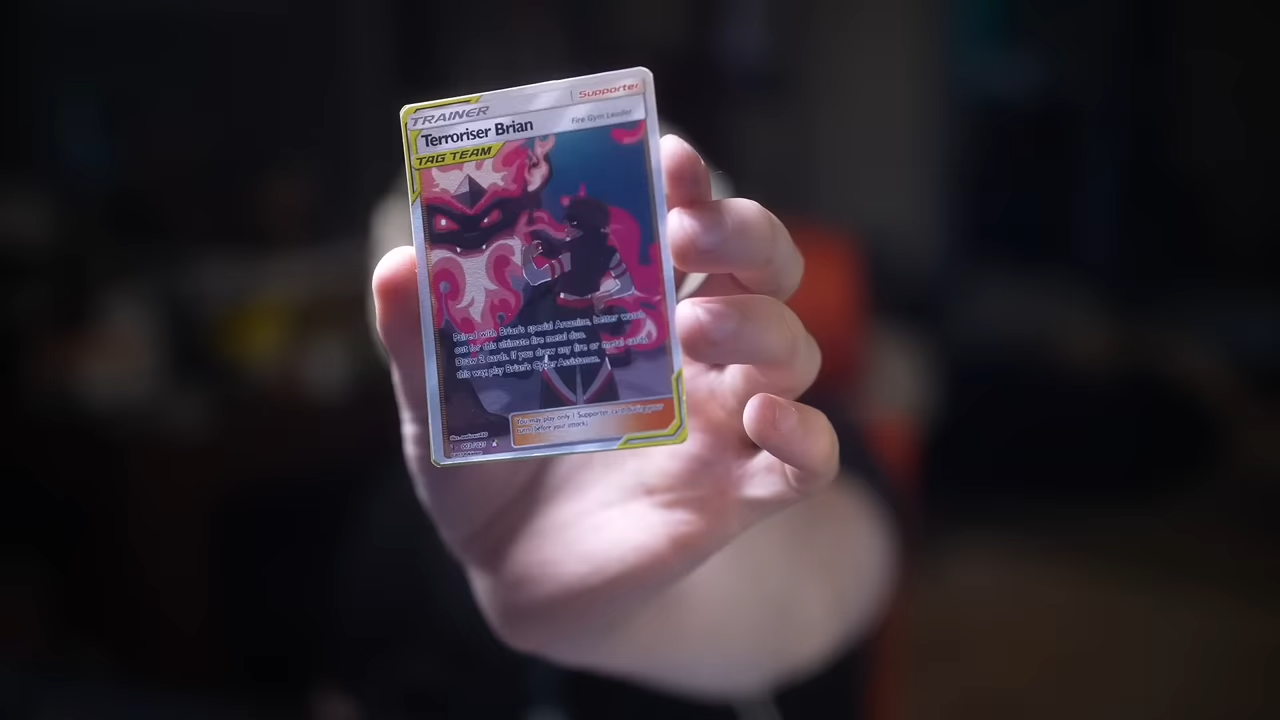 TRAINER
Supporter
Terroriser Brian
Fire Gym Leader
TAG TEAM
Paired with Brian's special Arcanine, better watch
out for this ultimate fire metal duo.
Draw 2 cards. If you draw any fire or metal cards
this way, play Brian's Cyber Assistance.
You may play only 1 Supporter card during your
turn (before your attack).
003/021